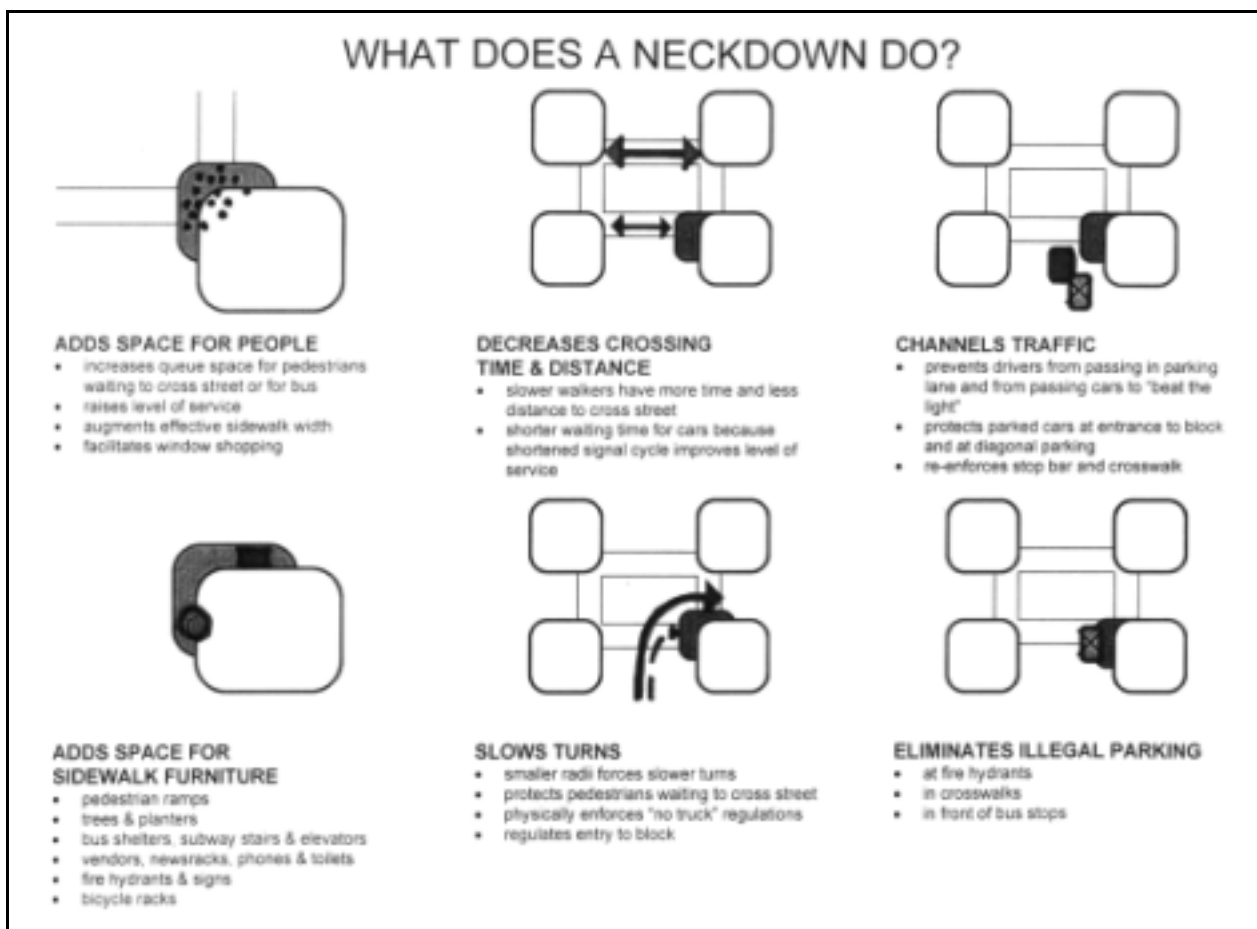 WHAT DOES A NECKDOWN DO?
ADDS SPACE FOR PEOPLE
• increases queue space for pedestrians
waiting to cross street or for bus
• raises level of service
• augments effective sidewalk width
• facilitates window shopping
DECREASES CROSSING
TIME & DISTANCE
• slower walkers have more time and less
distance to cross street
• shorter waiting time for cars because
shortened signal cycle improves level of
service
CHANNELS TRAFFIC
• prevents drivers from passing in parking
lane and from passing cars to "beat the
light"
• protects parked cars at entrance to block
and at diagonal parking
• re-enforces stop bar and crosswalk
ADDS SPACE FOR
SIDEWALK FURNITURE
• pedestrian ramps
• trees & planters
• bus shelters, subway stairs & elevators
• vendors, newsracks, phones & toilets
• fire hydrants & signs
• bicycle racks
SLOWS TURNS
• smaller radii forces slower turns
• protects pedestrians waiting to cross street
• physically enforces "no truck" regulations
• regulates entry to block
ELIMINATES ILLEGAL PARKING
• at fire hydrants
• in crosswalks
• in front of bus stops